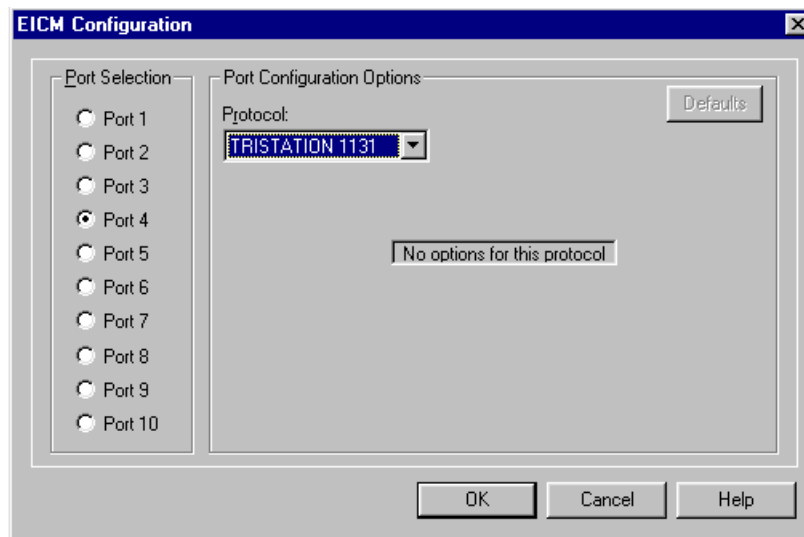 EICM Configuration
Port Selection
Port 1
Port 2
Port 3
Port 4
Port 5
Port 6
Port 7
Port 8
Port 9
Port 10
Port Configuration Options
Defaults
Protocol:
TRISTATION 1131
No options for this protocol
OK
Cancel
Help